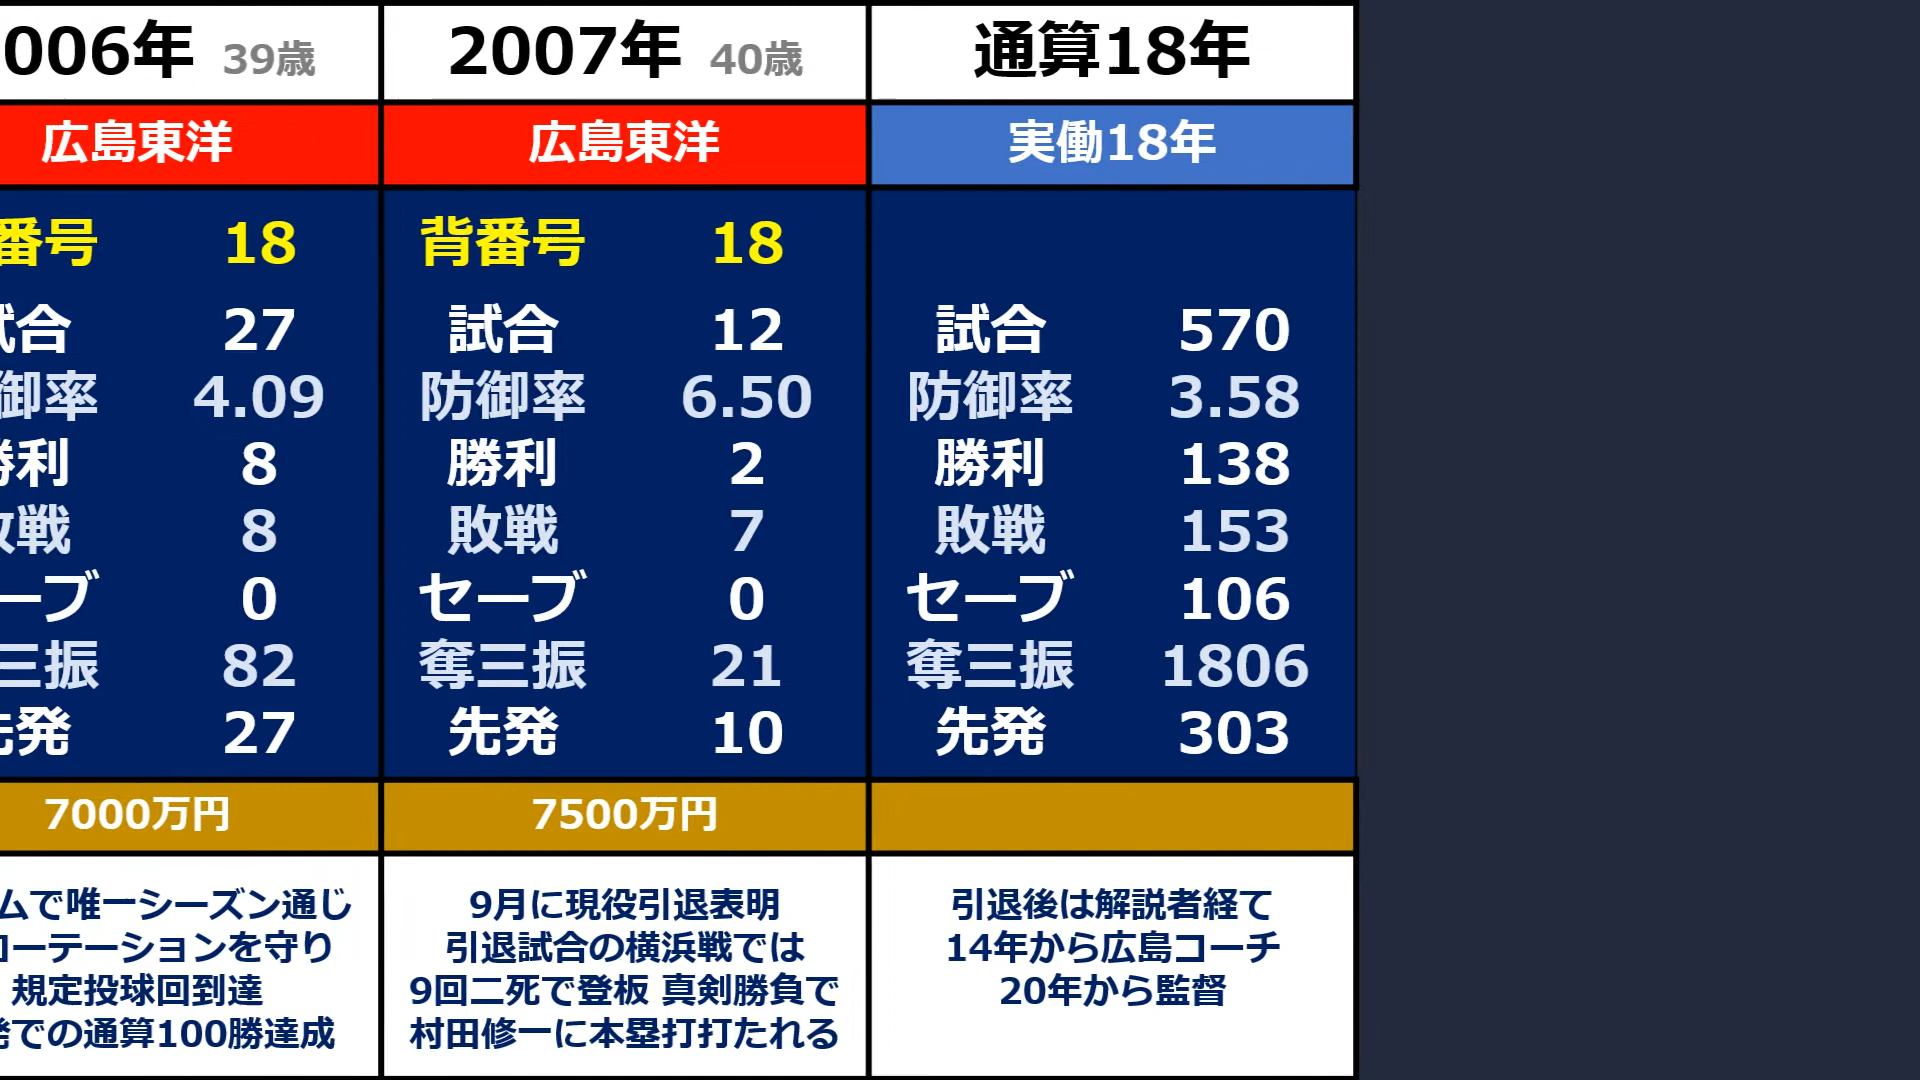 006年 39歳
広島東洋
番号 18
試合 27
御率 4.09
勝利 8
敗戦 8
ーブ 0
三振 82
先発 27
7000万円
ムで唯一シーズン通じ
ローテーションを守り
規定投球回到達
発での通算100勝達成
2007年 40歳
広島東洋
背番号 18
試合 12
防御率 6.50
勝利 2
敗戦 7
セーブ 0
奪三振 21
先発 10
7500万円
9月に現役引退表明
引退試合の横浜戦では
9回二死で登板 真剣勝負で
村田修一に本塁打打たれる
通算18年
実働18年
試合 570
防御率 3.58
勝利 138
敗戦 153
セーブ 106
奪三振 1806
先発 303
引退後は解説者経て
14年から広島コーチ
20年から監督